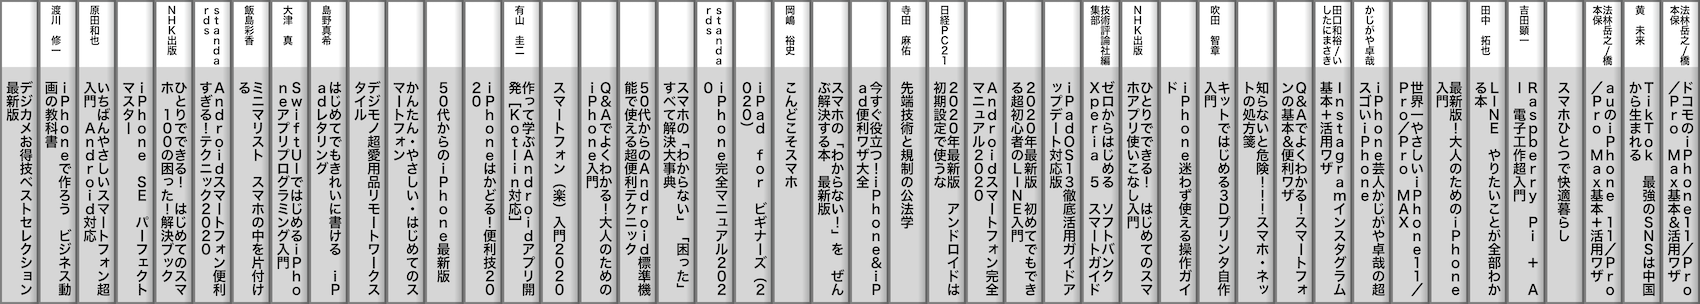 法林岳之/橋
本保
ドコモのiPhone11/Pro
/Pro Max基本&活用ワザ
黄 未来
TikTok 最強のSNSは中国
から生まれる
法林岳之/橋
本保
auのiPhone 11/Pro
/Pro Max基本+活用ワザ
スマホひとつで快適暮らし
吉田顕一
Raspberry Pi + A
I 電子工作超入門
田中 拓也
LINE やりたいことが全部わか
る本
最新版!大人のためのiPhone
入門
世界一やさしいiPhone11/
Pro/Pro MAX
かじがや卓哉
iPhone芸人かじがや卓哉の超
スゴいiPhone
田口和裕/い
したにまさき
Instagramインスタグラム
基本+活用ワザ
Q&Aでよくわかる!スマートフォ
ンの基本&便利ワザ
知らないと危険!!!スマホ・ネッ
トの処方箋
吹田 智章
キットではじめる3Dプリンタ自作
入門
iPhone迷わず使える操作ガイ
ド
NHK出版
ひとりでできる! はじめてのスマ
ホアプリ使いこなし入門
技術評論社編
集部
ゼロからはじめる ソフトバンク
Xperia 5 スマートガイド
iPadOS13徹底活用ガイドア
ップデート対応版
2020年最新版 初めてでもでき
る超初心者のLINE入門
Androidスマートフォン完全
マニュアル2020
日経PC21
2020年最新版 アンドロイドは
初期設定で使うな
寺田 麻佑
先端技術と規制の公法学
今すぐ役立つ!iPhone&iP
ad便利ワザ大全
スマホの「わからない!」を ぜん
ぶ解決する本 最新版
岡嶋 裕史
こんどこそスマホ
iPad for ビギナーズ(2
020)
standa
rds
iPhone完全マニュアル202
0
スマホの「わからない」「困った」
すべて解決大事典
50代からのAndroid標準機
能で使える超便利テクニック
Q&Aでよくわかる!大人のための
iPhone入門
スマートフォン(楽)入門2020
有山 圭二
作って学ぶAndroidアプリ開
発[Kotlin対応]
iPhoneはかどる!便利技20
20
50代からのiPhone最新版
かんたん・やさしい・はじめてのス
マートフォン
デジモノ超愛用品リモートワークス
タイル
島野真希
はじめてでもきれいに書ける iP
adレタリング
大津 真
SwiftUIではじめるiPho
neアプリプログラミング入門
飯島彩香
ミニマリスト スマホの中を片付け
る
standa
rds
Androidスマートフォン便利
すぎる!テクニック2020
NHK出版
ひとりでできる! はじめてのスマ
ホ 100の困った!解決ブック
iPhone SE パーフェクト
マスター
原田和也
いちばんやさしいスマートフォン超
入門 Android対応
渡川 修一
iPhoneで作ろう ビジネス動
画の教科書
デジカメお得技ベストセレクション
最新版